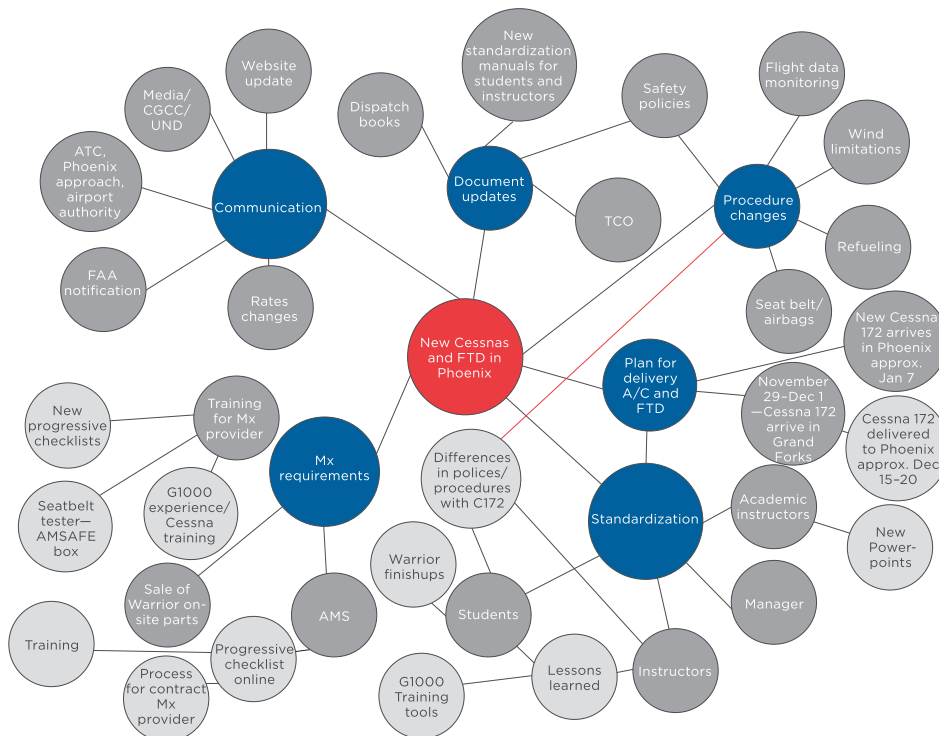 New
standardization
manuals for
students and
instructors
Website
update
Flight data
monitoring
Media/
CGCC/
UND
Safety
policies
Dispatch
books
Wind
limitations
ATC,
Phoenix
approach,
airport
authority
Document
updates
Communication
Procedure
changes
TCO
Refueling
FAA
notification
Rates
changes
Seat belt/
airbags
New Cessna
172 arrives
in Phoenix
approx.
Jan 7
New Cessnas
and FTD in
Phoenix
Plan for
delivery
A/C and
FTD
November
29–Dec 1
—Cessna 172
arrive in
Grand
Forks
Cessna 172
delivered
to Phoenix
approx. Dec
15–20
New
progressive
checklists
Training
for Mx
provider
Mx
requirements
Differences
in polices/
procedures
with C172
Seatbelt
tester—
AMSAFE
box
G1000
experience/
Cessna
training
Standardization
Academic
instructors
New
Power-
points
Warrior
finishups
Sale of
Warrior on-
site parts
AMS
Students
Manager
Training
Progressive
checklist
online
Process
for contract
Mx
provider
G1000
Training
tools
Lessons
learned
Instructors